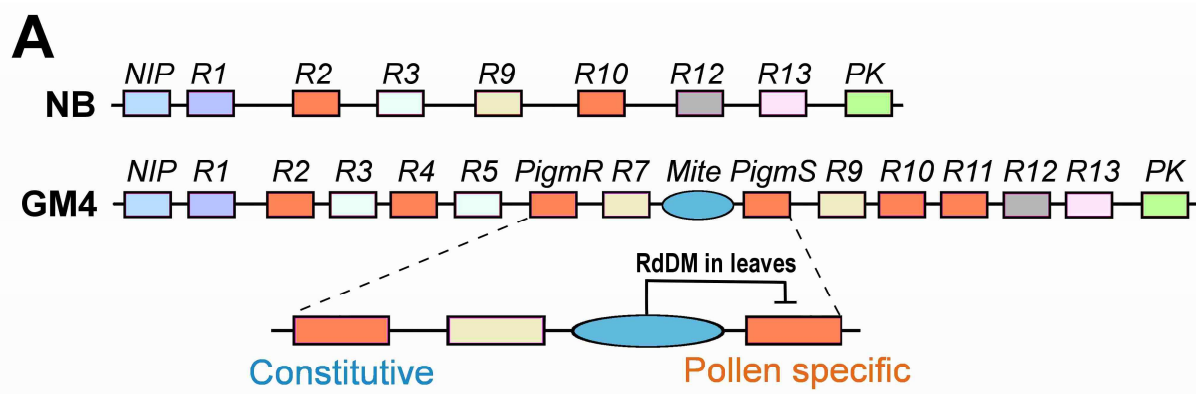 A
NIP R1 R2 R3 R9 R10 R12 R13 PK
NB
NIP R1 R2 R3 R4 R5 PigmR R7 Mite PigmS R9 R10 R11 R12 R13 PK
GM4
RdDM in leaves
Constitutive
Pollen specific